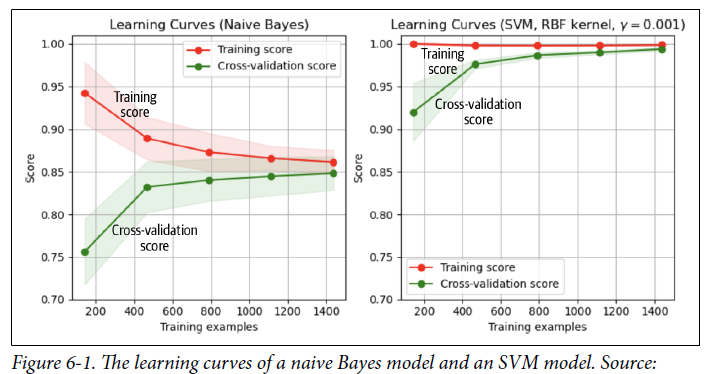 Learning Curves (Naive Bayes)
1.00
0.95
0.90
0.85
0.80
0.75
0.70
Score
Training score
Cross-validation score
Training
score
Cross-validation
score
200 400 600 800 1000 1200 1400
Training examples
Learning Curves (SVM, RBF kernel, γ = 0.001)
1.00
0.95
0.90
0.85
0.80
0.75
0.70
Score
Training
score
Cross-validation
score
Training score
Cross-validation score
200 400 600 800 1000 1200 1400
Training examples
Figure 6-1. The learning curves of a naive Bayes model and an SVM model. Source: